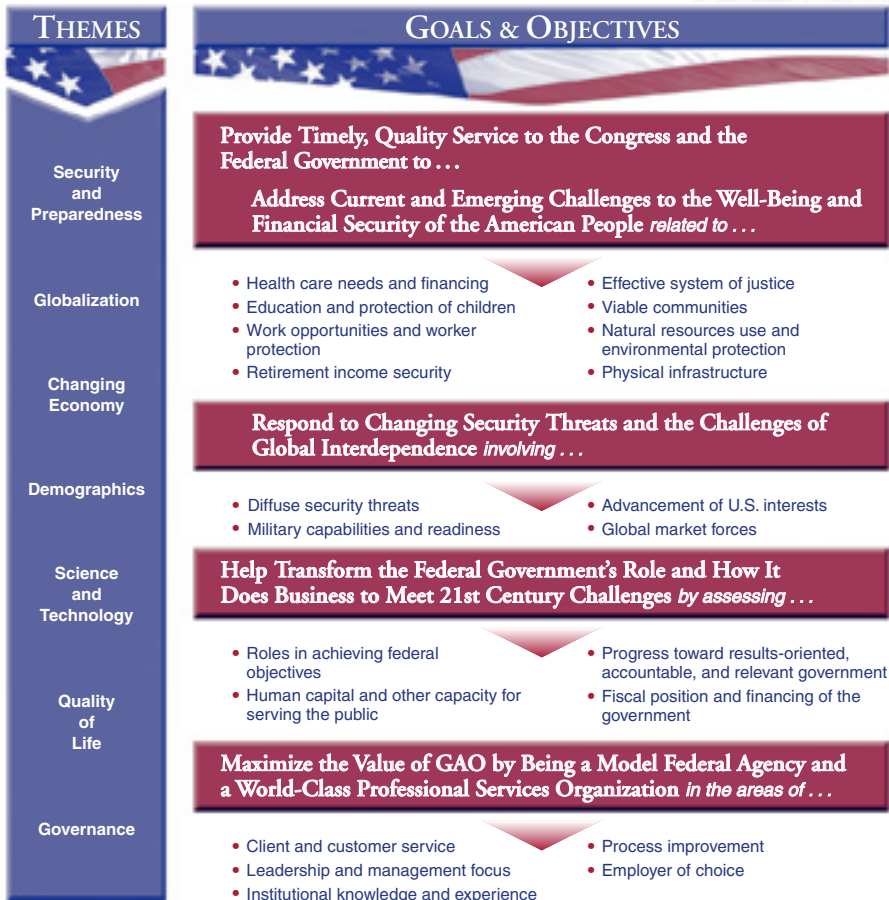 THEMES
Security
and
Preparedness
Globalization
Changing
Economy
Demographics
Science
and
Technology
Quality
of
Life
Governance
GOALS & OBJECTIVES
Provide Timely, Quality Service to the Congress and the
Federal Government to . . .
Address Current and Emerging Challenges to the Well-Being and
Financial Security of the American People related to . . .
• Health care needs and financing
• Education and protection of children
• Work opportunities and worker
protection
• Retirement income security
• Effective system of justice
• Viable communities
• Natural resources use and
environmental protection
• Physical infrastructure
Respond to Changing Security Threats and the Challenges of
Global Interdependence involving . . .
• Diffuse security threats
• Military capabilities and readiness
• Advancement of U.S. interests
• Global market forces
Help Transform the Federal Government's Role and How It
Does Business to Meet 21st Century Challenges by assessing . . .
• Roles in achieving federal
objectives
• Human capital and other capacity for
serving the public
• Progress toward results-oriented,
accountable, and relevant government
• Fiscal position and financing of the
government
Maximize the Value of GAO by Being a Model Federal Agency and
a World-Class Professional Services Organization in the areas of . . .
• Client and customer service
• Leadership and management focus
• Institutional knowledge and experience
• Process improvement
• Employer of choice